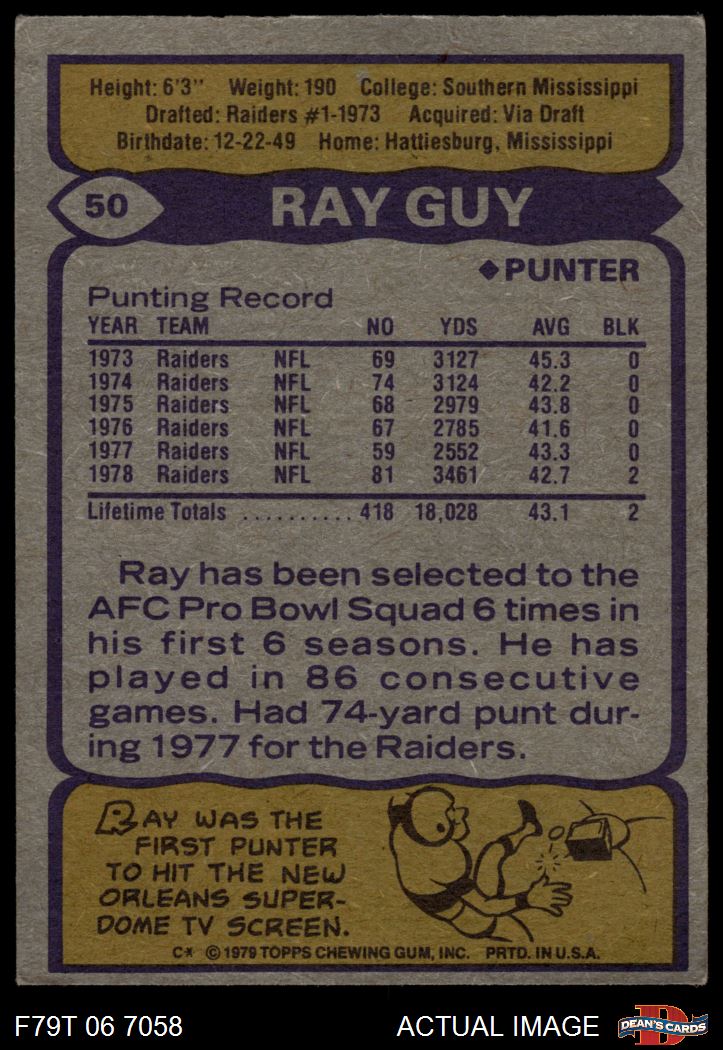 Height: 6'3" Weight: 190 College: Southern Mississippi
Drafted: Raiders #1-1973 Acquired: Via Draft
Birthdate: 12-22-49 Home: Hattiesburg, Mississippi
50 RAY GUY
◆PUNTER
Punting Record
YEAR TEAM NO YDS AVG BLK
1973 Raiders NFL 69 3127 45.3 0
1974 Raiders NFL 74 3124 42.2 0
1975 Raiders NFL 68 2979 43.8 0
1976 Raiders NFL 67 2785 41.6 0
1977 Raiders NFL 59 2552 43.3 0
1978 Raiders NFL 81 3461 42.7 2
Lifetime Totals .......... 418 18,028 43.1 2
Ray has been selected to the
AFC Pro Bowl Squad 6 times in
his first 6 seasons. He has
played in 86 consecutive
games. Had 74-yard punt dur-
ing 1977 for the Raiders.
RAY WAS THE
FIRST PUNTER
TO HIT THE NEW
ORLEANS SUPER-
DOME TV SCREEN.
C* © 1979 TOPPS CHEWING GUM, INC. PRTD. IN U.S.A.
F79T 06 7058 ACTUAL IMAGE D DEAN'S CARDS